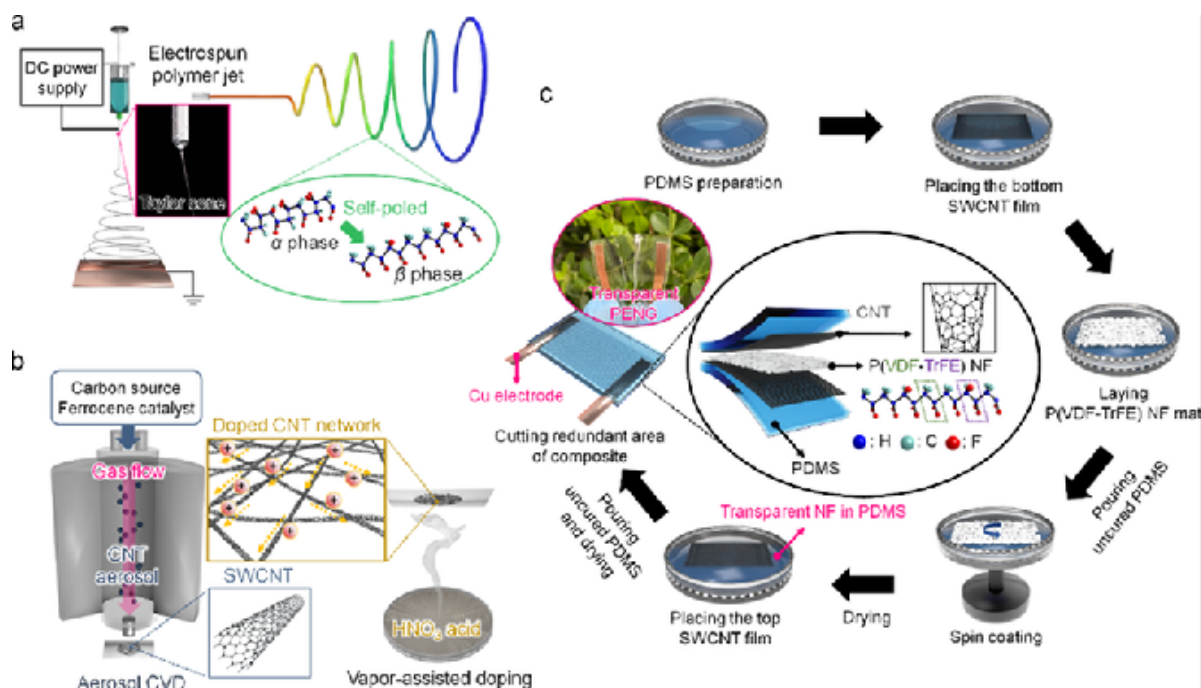 a
DC power
supply
Electrospun
polymer jet
Taylor cone
Self-poled
α phase
β phase
b
Carbon source
Ferrocene catalyst
Gas flow
CNT
aerosol
Aerosol CVD
Doped CNT network
SWCNT
HNO₃ acid
Vapor-assisted doping
c
PDMS preparation
Placing the bottom
SWCNT film
Laying
P(VDF-TrFE) NF mat
Pouring
uncured PDMS
Spin coating
Drying
Transparent NF in PDMS
Placing the top
SWCNT film
Pouring
uncured PDMS
and drying
Transparent
PENG
Cu electrode
Cutting redundant area
of composite
CNT
P(VDF-TrFE) NF
: H : C : F
PDMS